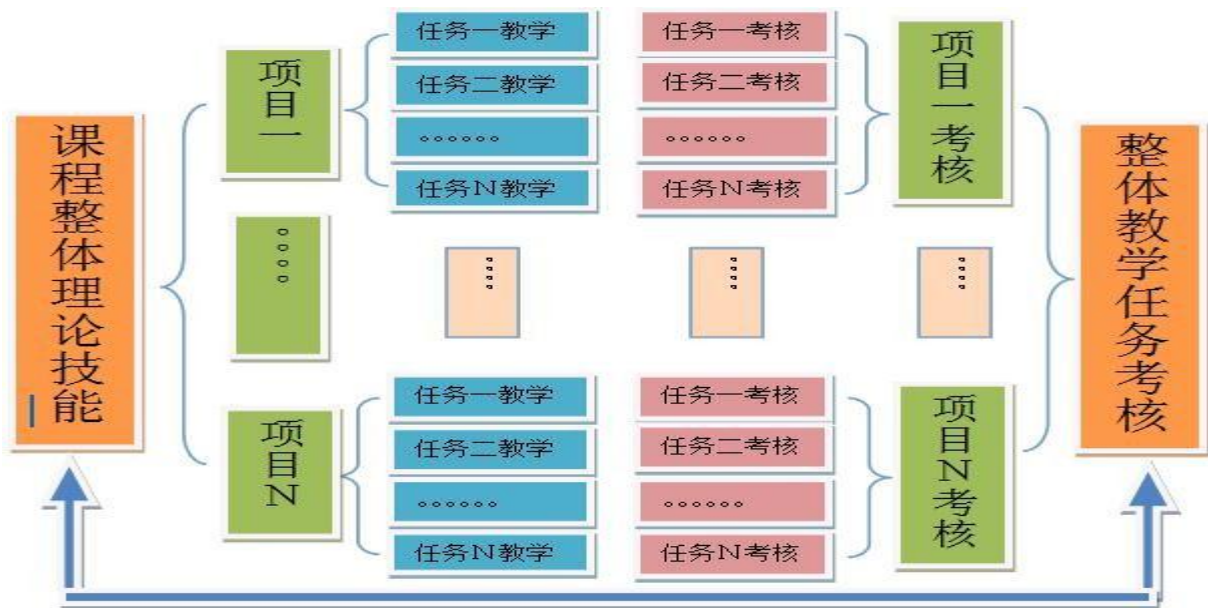 课程整体理论技能
项目一
任务一教学
任务二教学
。。。。。。
任务N教学
任务一考核
任务二考核
。。。。。。
任务N考核
项目一考核
。。。。
。。。。
。。。。
。。。。
项目N
任务一教学
任务二教学
。。。。。。
任务N教学
任务一考核
任务二考核
。。。。。。
任务N考核
项目N考核
整体教学任务考核